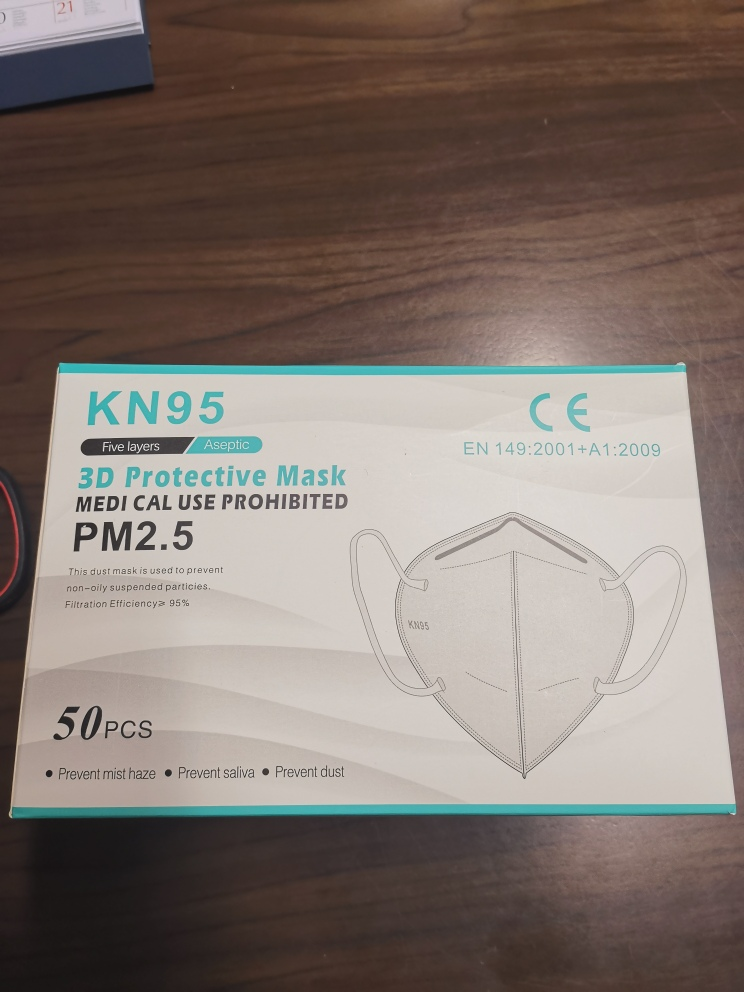 21
KN95
Five layers Aseptic
3D Protective Mask
MEDI CAL USE PROHIBITED
PM2.5
This dust mask is used to prevent
non-oily suspended particies.
Filtration Efficiency≥ 95%
50PCS
• Prevent mist haze • Prevent saliva • Prevent dust
CE
EN 149:2001+A1:2009
KN95